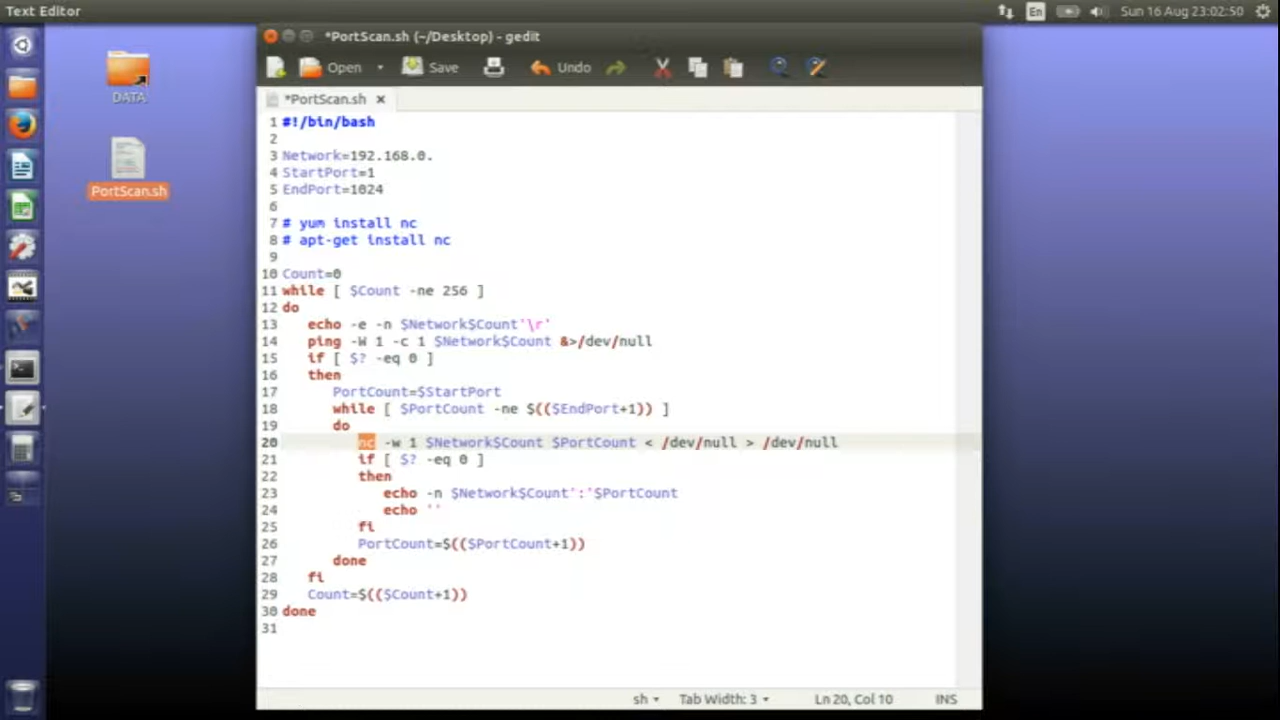 Text Editor
En
Sun 16 Aug 23:02:50
*PortScan.sh (~/Desktop) - gedit
Open
Save
Undo
*PortScan.sh
DATA
PortScan.sh
1 #!/bin/bash
2
3 Network=192.168.0.
4 StartPort=1
5 EndPort=1024
6
7 # yum install nc
8 # apt-get install nc
9
10 Count=0
11 while [ $Count -ne 256 ]
12 do
13 echo -e -n $Network$Count'\r'
14 ping -W 1 -c 1 $Network$Count &>/dev/null
15 if [ $? -eq 0 ]
16 then
17 PortCount=$StartPort
18 while [ $PortCount -ne $(($EndPort+1)) ]
19 do
20 nc -w 1 $Network$Count $PortCount < /dev/null > /dev/null
21 if [ $? -eq 0 ]
22 then
23 echo -n $Network$Count':'$PortCount
24 echo ''
25 fi
26 PortCount=$(($PortCount+1))
27 done
28 fi
29 Count=$(($Count+1))
30 done
31
sh
Tab Width: 3
Ln 20, Col 10
INS